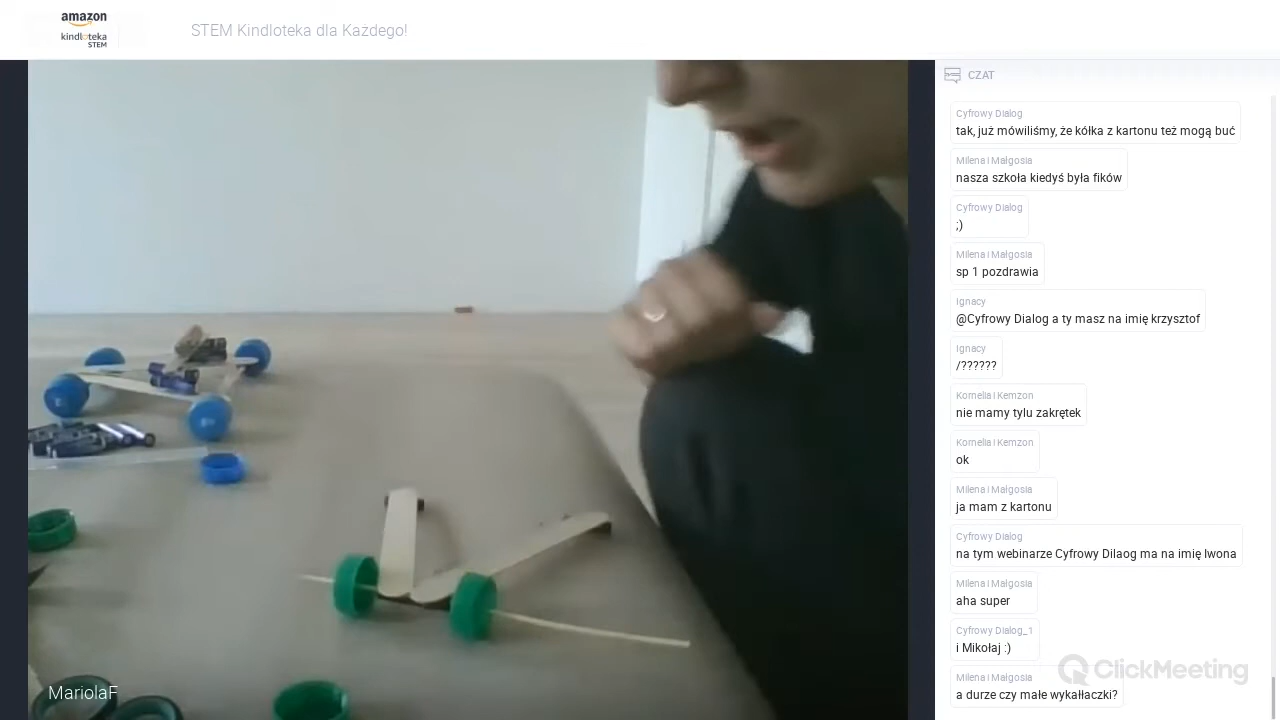 amazon
kindloteka
STEM
STEM Kindloteka dla Każdego!
CZAT
Cyfrowy Dialog
tak, już mówiliśmy, że kółka z kartonu też mogą buć
Milena i Małgosia
nasza szkoła kiedyś była fików
Cyfrowy Dialog
;)
Milena i Małgosia
sp 1 pozdrawia
Ignacy
@Cyfrowy Dialog a ty masz na imię krzysztof
Ignacy
/??????
Kornelia i Kemzon
nie mamy tylu zakrętek
Kornelia i Kemzon
ok
Milena i Małgosia
ja mam z kartonu
Cyfrowy Dialog
na tym webinarze Cyfrowy Dilaog ma na imię Iwona
Milena i Małgosia
aha super
Cyfrowy Dialog_1
i Mikołaj :)
Milena i Małgosia
a durze czy małe wykałłaczki?
ClickMeeting
MariolaF